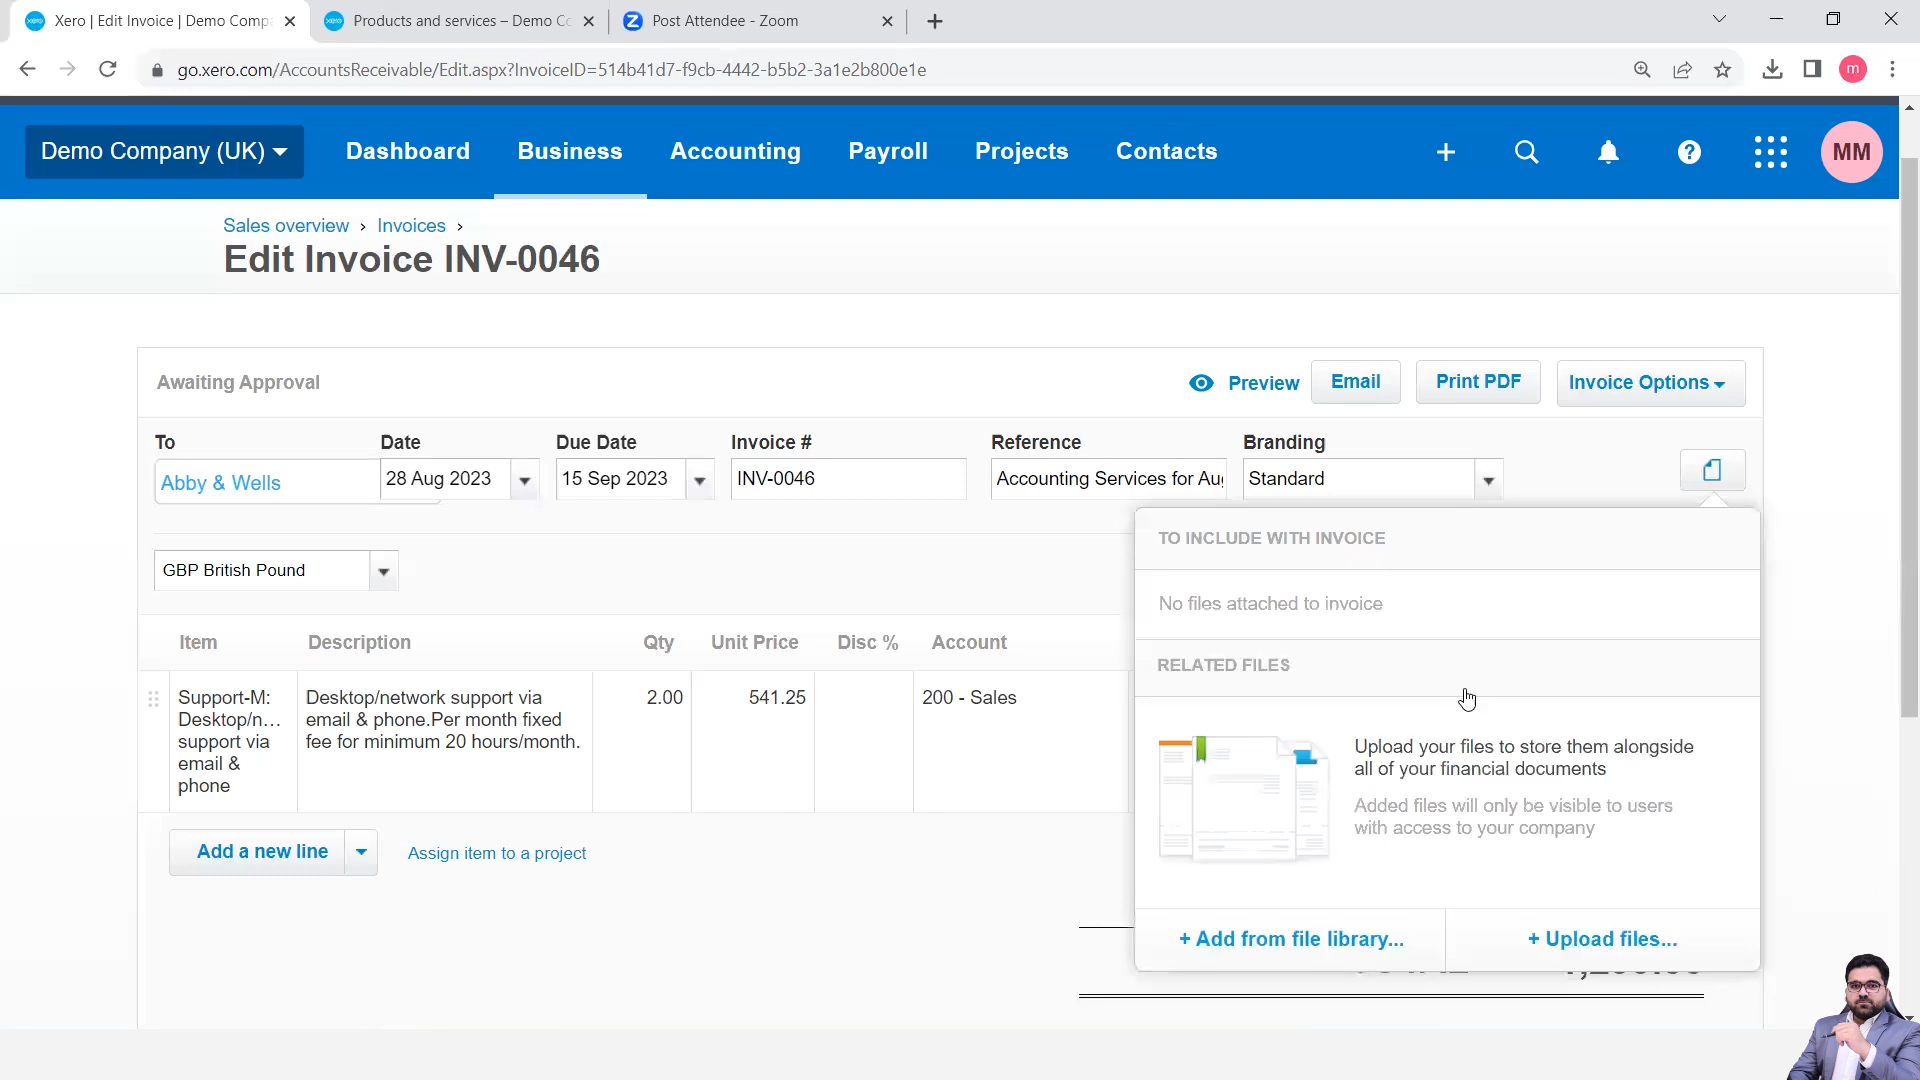 Xero | Edit Invoice | Demo Comp
Products and services – Demo Co
Post Attendee - Zoom
go.xero.com/AccountsReceivable/Edit.aspx?InvoiceID=514b41d7-f9cb-4442-b5b2-3a1e2b800e1e
m
Demo Company (UK)
Dashboard
Business
Accounting
Payroll
Projects
Contacts
MM
Sales overview › Invoices ›
Edit Invoice INV-0046
Awaiting Approval
Preview
Email
Print PDF
Invoice Options
To
Date
Due Date
Invoice #
Reference
Branding
Abby & Wells
28 Aug 2023
15 Sep 2023
INV-0046
Accounting Services for Au
Standard
TO INCLUDE WITH INVOICE
No files attached to invoice
GBP British Pound
Item
Description
Qty
Unit Price
Disc %
Account
RELATED FILES
Support-M:
Desktop/n...
support via
email &
phone
Desktop/network support via
email & phone.Per month fixed
fee for minimum 20 hours/month.
2.00
541.25
200 - Sales
Upload your files to store them alongside
all of your financial documents
Added files will only be visible to users
with access to your company
Add a new line
Assign item to a project
+ Add from file library...
+ Upload files...